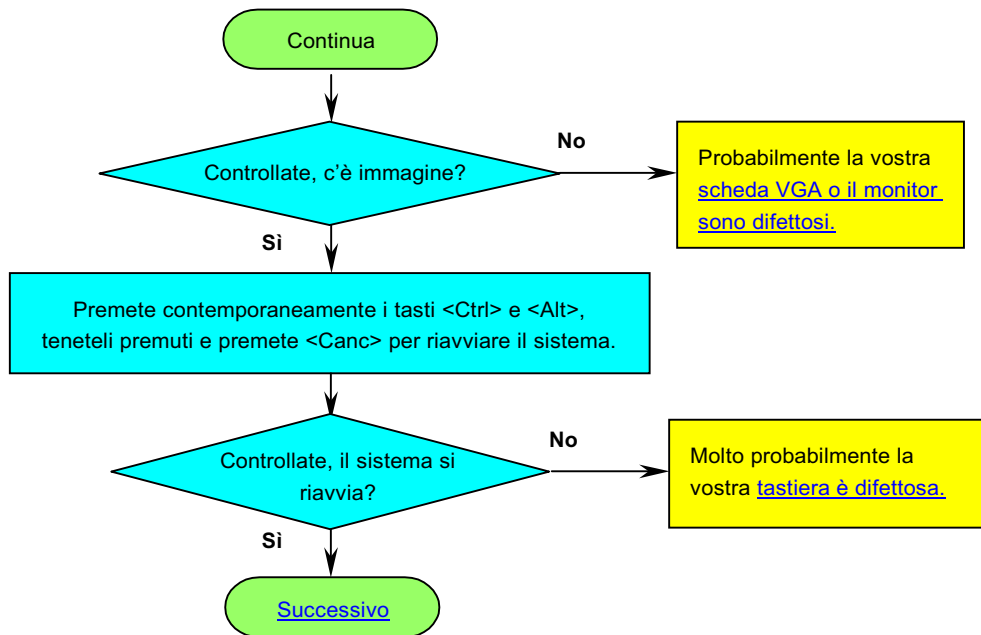 Continua
Controllate, c’è immagine?
No
Probabilmente la vostra
scheda VGA o il monitor
sono difettosi.
Sì
Premete contemporaneamente i tasti <Ctrl> e <Alt>,
teneteli premuti e premete <Canc> per riavviare il sistema.
Controllate, il sistema si
riavvia?
No
Molto probabilmente la
vostra tastiera è difettosa.
Sì
Successivo